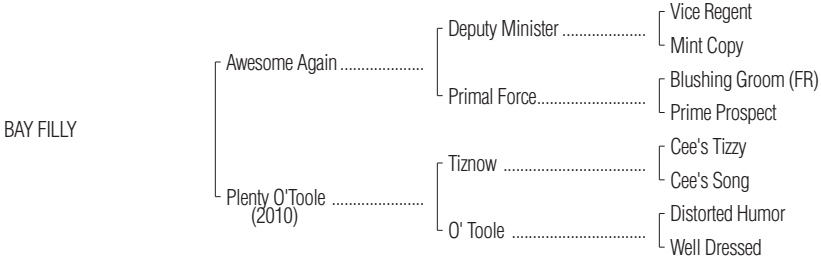 Vice Regent
Deputy Minister ....................
Mint Copy
Awesome Again ....................
Blushing Groom (FR)
Primal Force..........................
Prime Prospect
BAY FILLY
Cee's Tizzy
Tiznow ..................................
Cee's Song
Plenty O'Toole ......................
(2010)
Distorted Humor
O' Toole ................................
Well Dressed